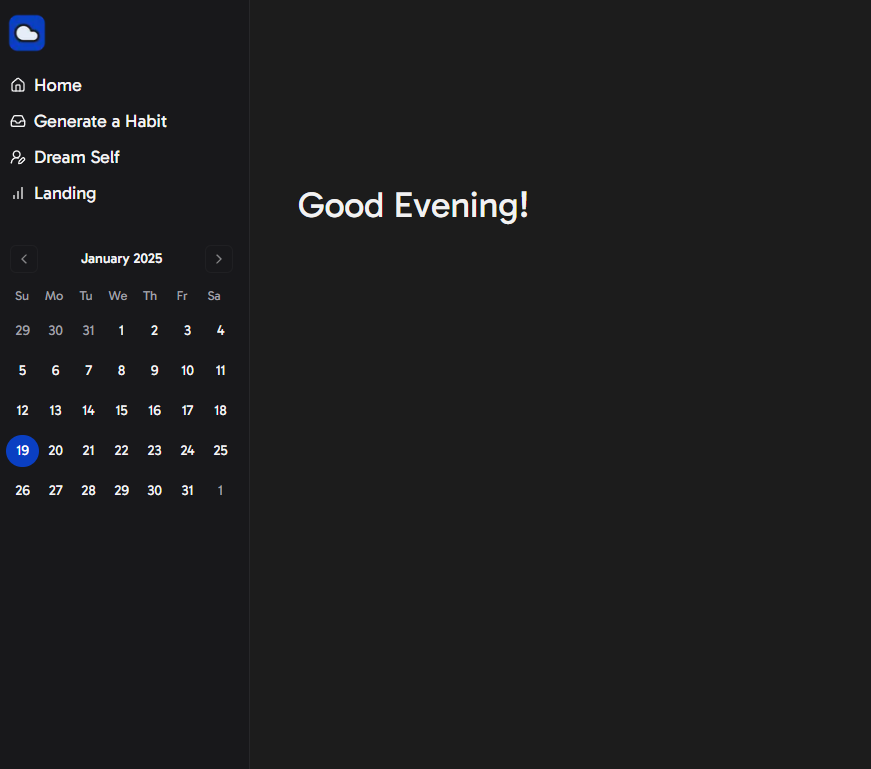 Home
Generate a Habit
Dream Self
Landing
January 2025
Su Mo Tu We Th Fr Sa
29 30 31 1 2 3 4
5 6 7 8 9 10 11
12 13 14 15 16 17 18
19 20 21 22 23 24 25
26 27 28 29 30 31 1
Good Evening!